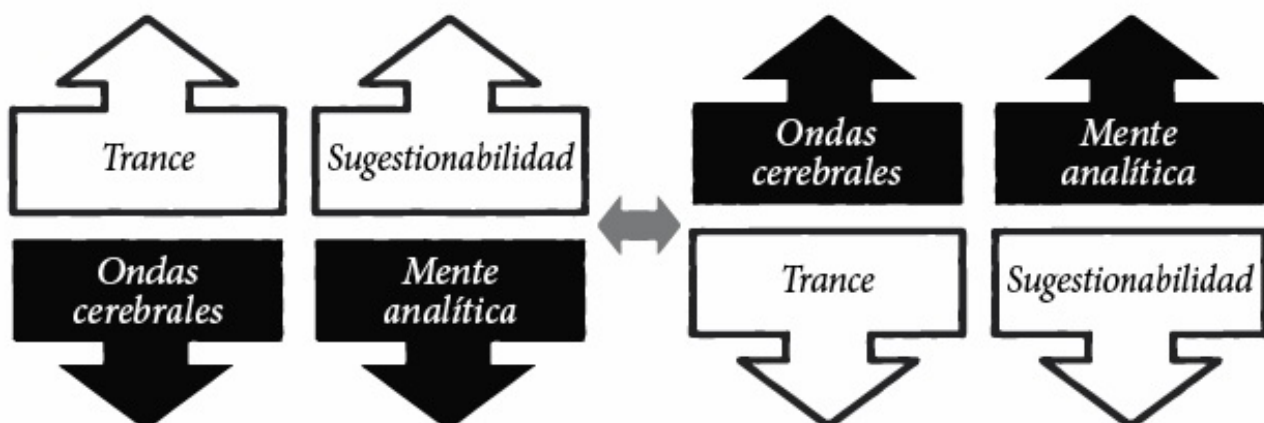 Trance
Sugestionabilidad
Ondas
cerebrales
Mente
analítica
Ondas
cerebrales
Mente
analítica
Trance
Sugestionabilidad